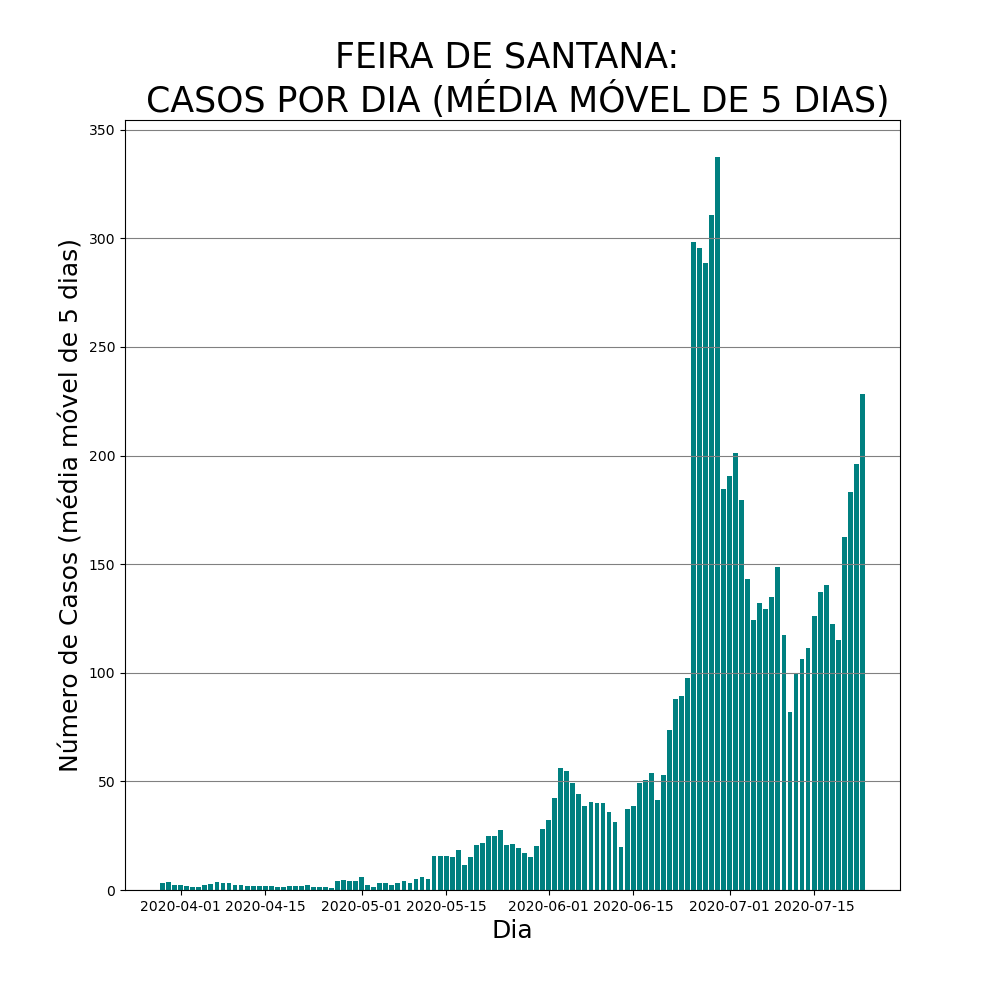 FEIRA DE SANTANA:
CASOS POR DIA (MÉDIA MÓVEL DE 5 DIAS)
Número de Casos (média móvel de 5 dias)
350
300
250
200
150
100
50
0
2020-04-01 2020-04-15 2020-05-01 2020-05-15 2020-06-01 2020-06-15 2020-07-01 2020-07-15
Dia